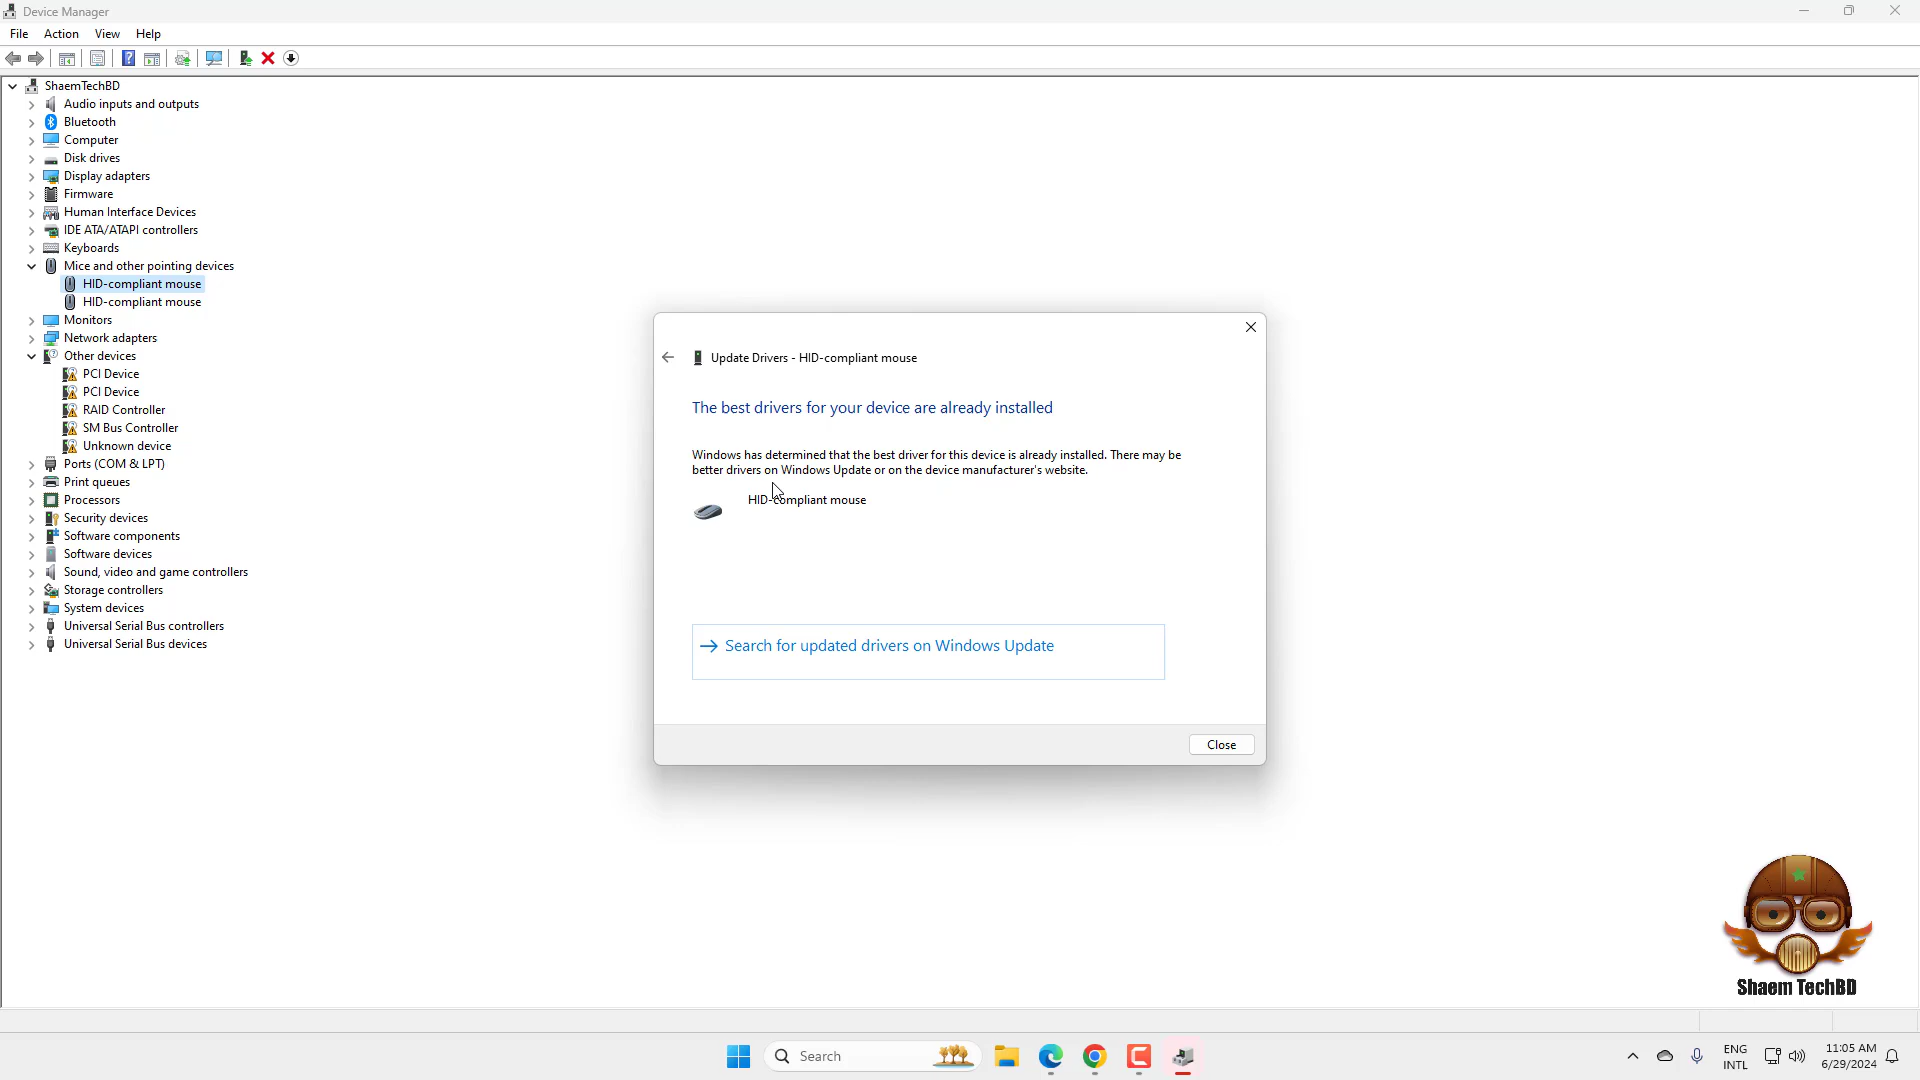 Device Manager
File Action View Help
ShaemTechBD
Audio inputs and outputs
Bluetooth
Computer
Disk drives
Display adapters
Firmware
Human Interface Devices
IDE ATA/ATAPI controllers
Keyboards
Mice and other pointing devices
HID-compliant mouse
HID-compliant mouse
Monitors
Network adapters
Other devices
PCI Device
PCI Device
RAID Controller
SM Bus Controller
Unknown device
Ports (COM & LPT)
Print queues
Processors
Security devices
Software components
Software devices
Sound, video and game controllers
Storage controllers
System devices
Universal Serial Bus controllers
Universal Serial Bus devices
Update Drivers - HID-compliant mouse
The best drivers for your device are already installed
Windows has determined that the best driver for this device is already installed. There may be
better drivers on Windows Update or on the device manufacturer's website.
HID-compliant mouse
Search for updated drivers on Windows Update
Close
Shaem TechBD
Search
ENG
INTL
11:05 AM
6/29/2024